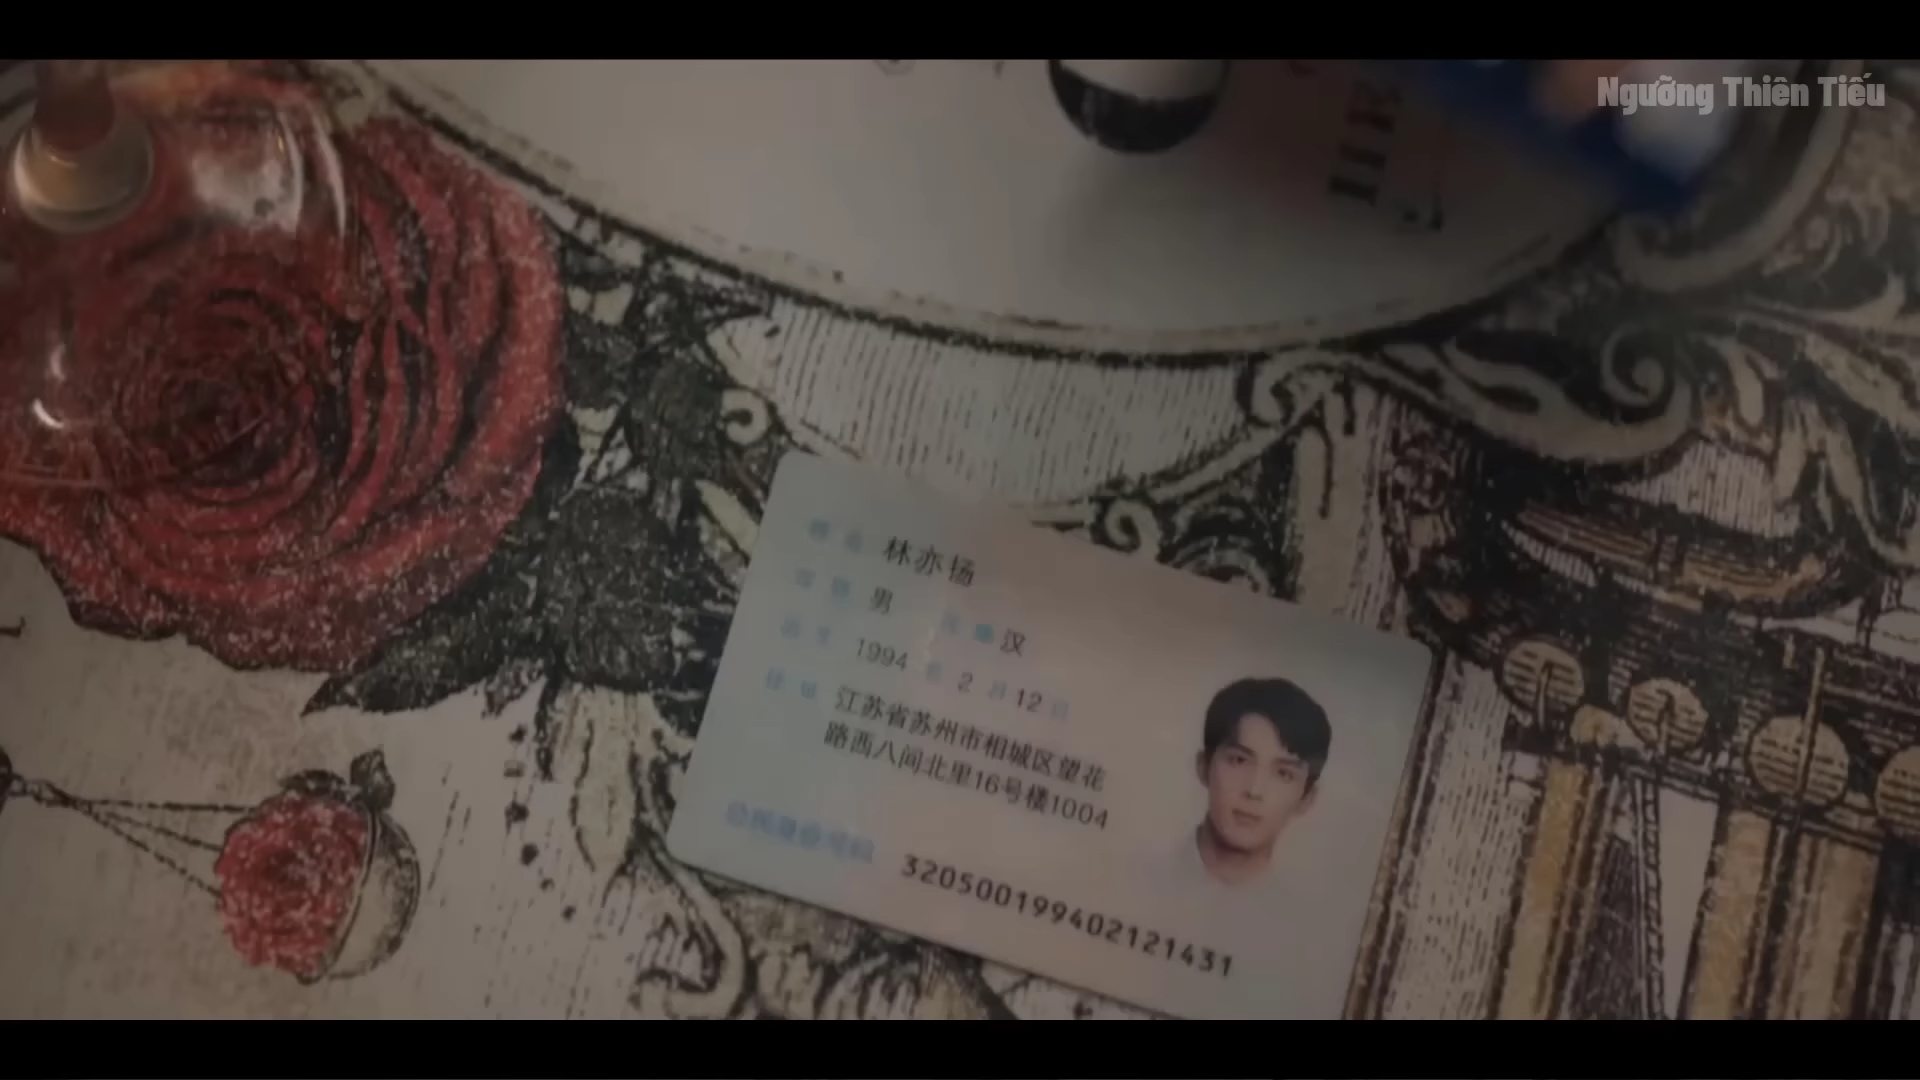 Ngưỡng Thiên Tiếu
林亦扬
男 汉
1994 2 12
江苏省苏州市相城区望花
路西八间北里16号楼1004
320500199402121431